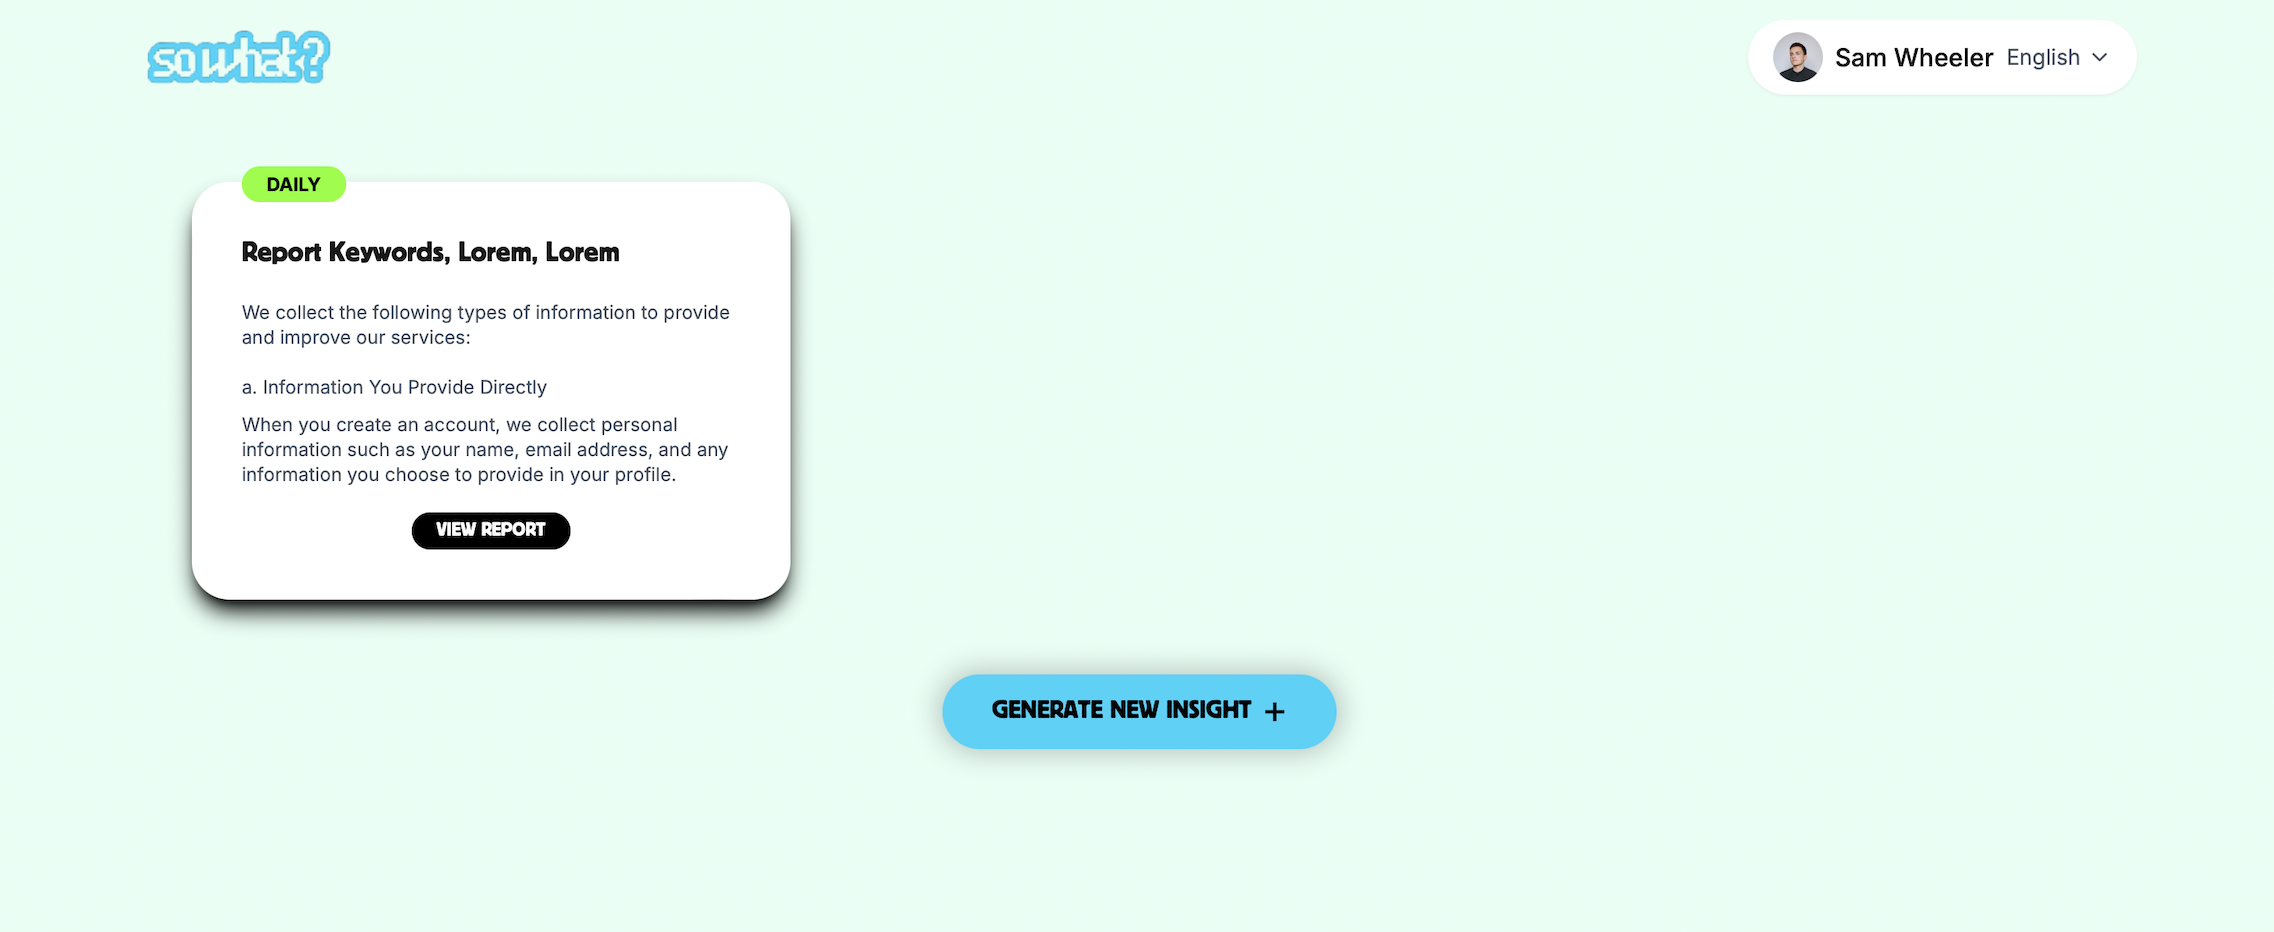 so what?
Sam Wheeler English
DAILY
Report Keywords, Lorem, Lorem
We collect the following types of information to provide
and improve our services:
a. Information You Provide Directly
When you create an account, we collect personal
information such as your name, email address, and any
information you choose to provide in your profile.
VIEW REPORT
GENERATE NEW INSIGHT +